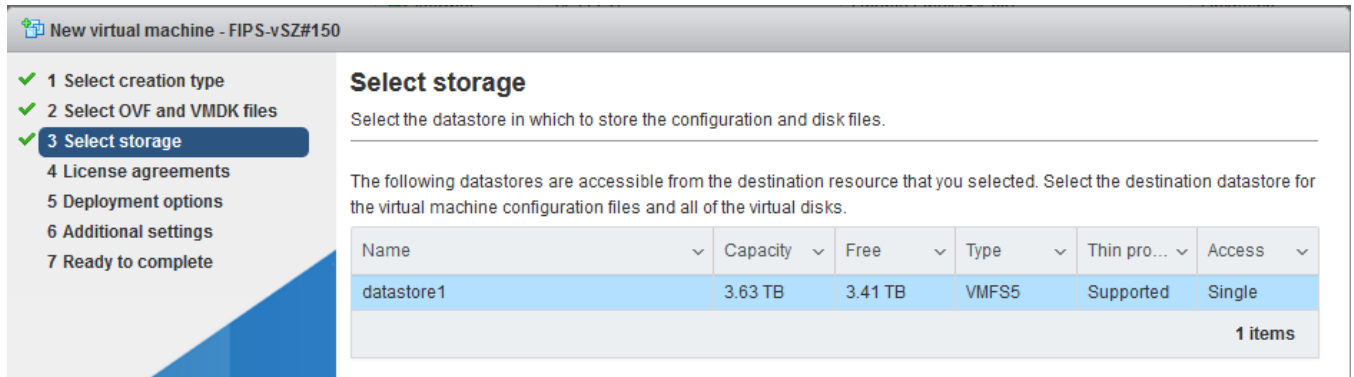 New virtual machine - FIPS-vSZ#150
1 Select creation type
2 Select OVF and VMDK files
3 Select storage
4 License agreements
5 Deployment options
6 Additional settings
7 Ready to complete
Select storage
Select the datastore in which to store the configuration and disk files.
The following datastores are accessible from the destination resource that you selected. Select the destination datastore for
the virtual machine configuration files and all of the virtual disks.
Name Capacity Free Type Thin pro... Access
datastore1 3.63 TB 3.41 TB VMFS5 Supported Single
1 items